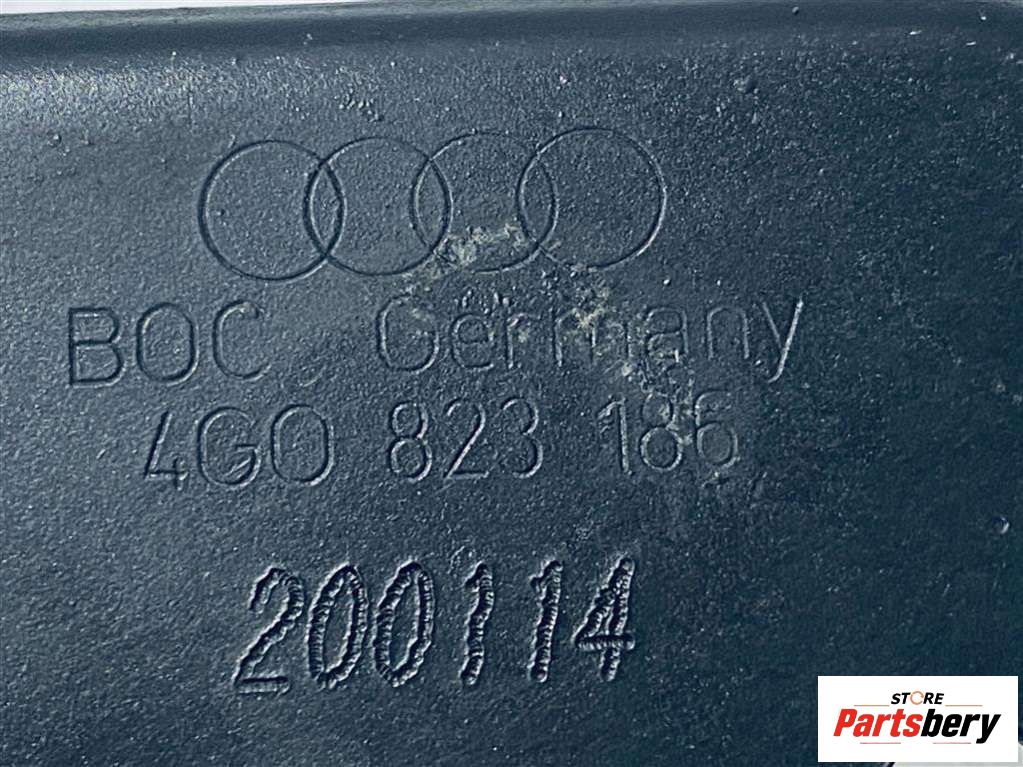 BOC Germany
4G0 823 186
200114
STORE
Partsbery